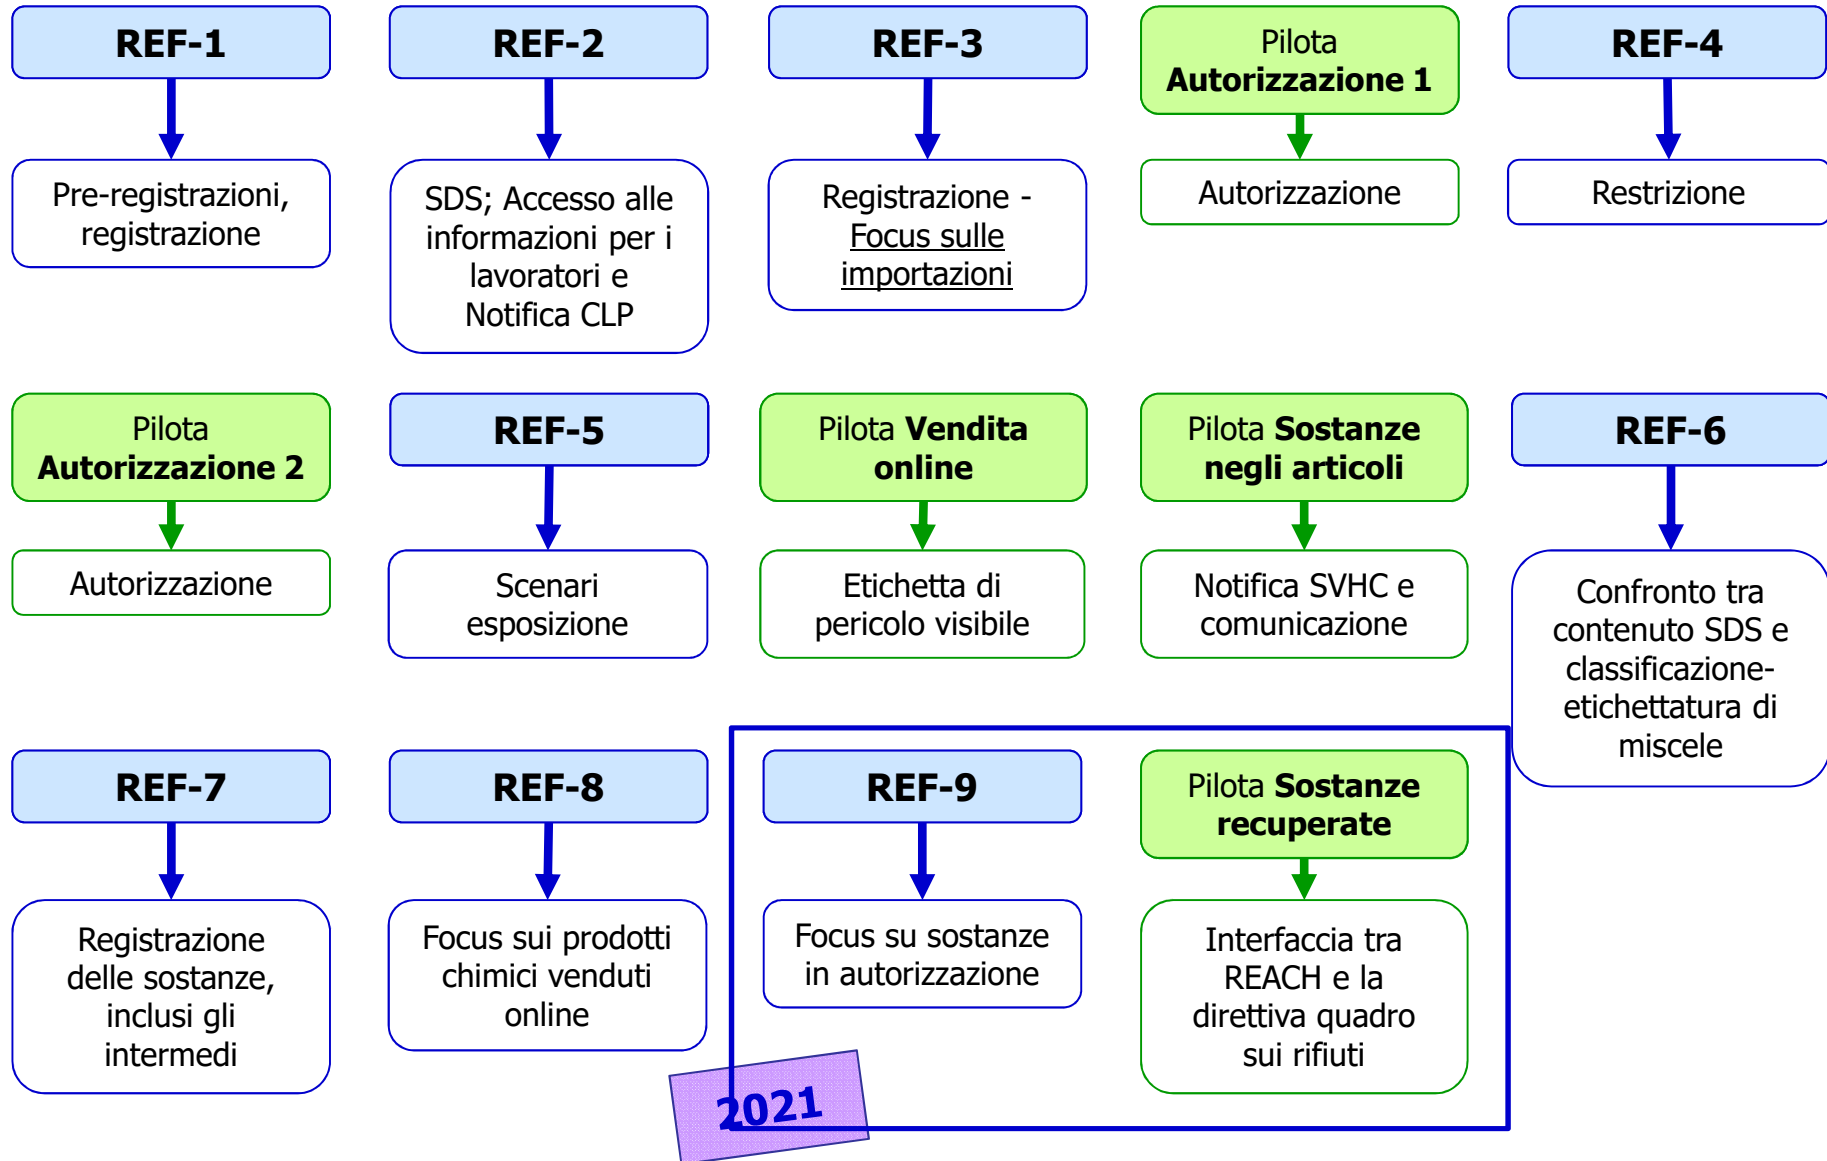 REF-1
Pre-registrazioni,
registrazione
REF-2
SDS; Accesso alle
informazioni per i
lavoratori e
Notifica CLP
REF-3
Registrazione -
Focus sulle
importazioni
Pilota
Autorizzazione 1
Autorizzazione
REF-4
Restrizione
Pilota
Autorizzazione 2
Autorizzazione
REF-5
Scenari
esposizione
Pilota Vendita
online
Etichetta di
pericolo visibile
Pilota Sostanze
negli articoli
Notifica SVHC e
comunicazione
REF-6
Confronto tra
contenuto SDS e
classificazione-
etichettatura di
miscele
REF-7
Registrazione
delle sostanze,
inclusi gli
intermedi
REF-8
Focus sui prodotti
chimici venduti
online
REF-9
Focus su sostanze
in autorizzazione
Pilota Sostanze
recuperate
Interfaccia tra
REACH e la
direttiva quadro
sui rifiuti
2021